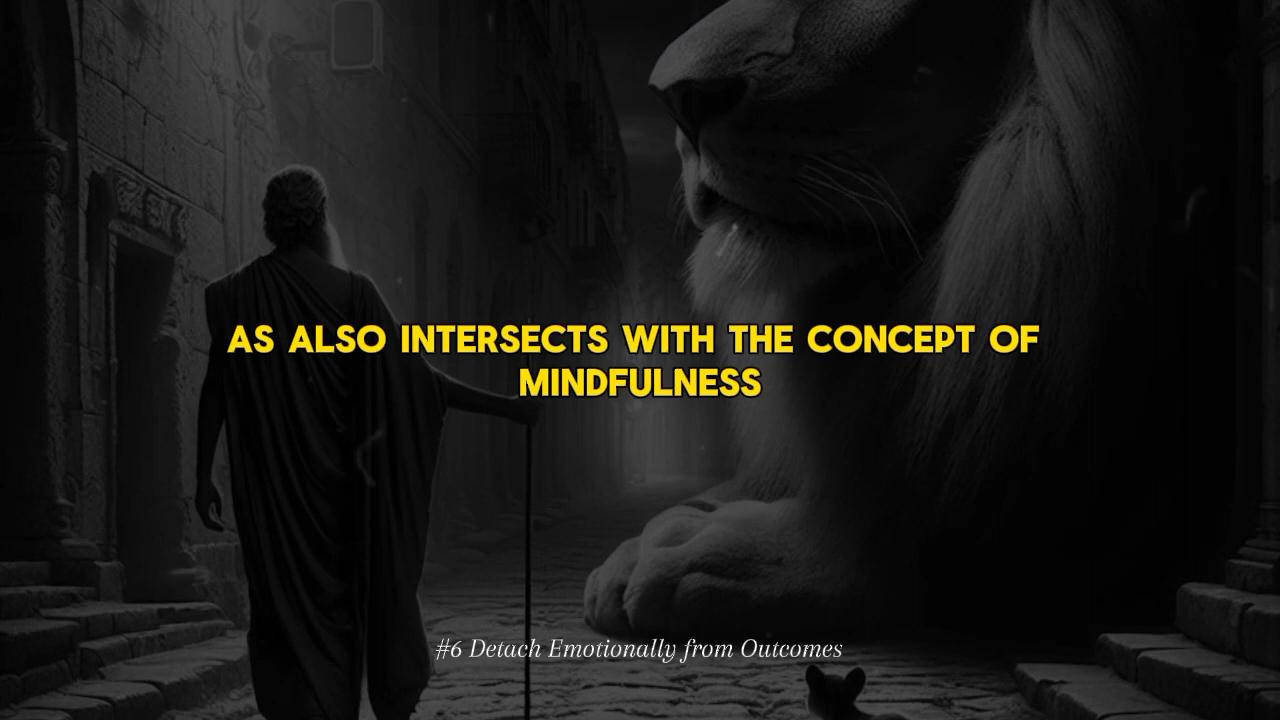 AS ALSO INTERSECTS WITH THE CONCEPT OF
MINDFULNESS
#6 Detach Emotionally from Outcomes